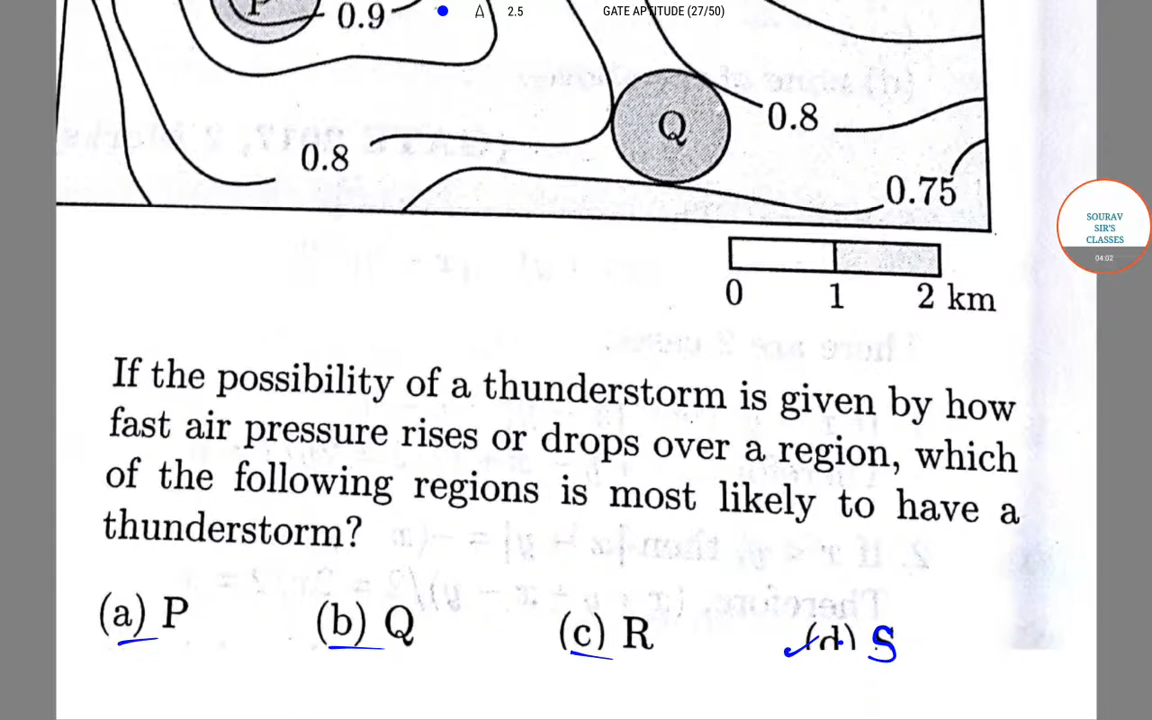 P
0.9
A 2.5 GATE APTITUDE (27/50)
Q
0.8
0.8
0.75
SOURAV
SIR'S
CLASSES
04:02
0 1 2 km
If the possibility of a thunderstorm is given by how
fast air pressure rises or drops over a region, which
of the following regions is most likely to have a
thunderstorm?
(a) P (b) Q (c) R (d) S